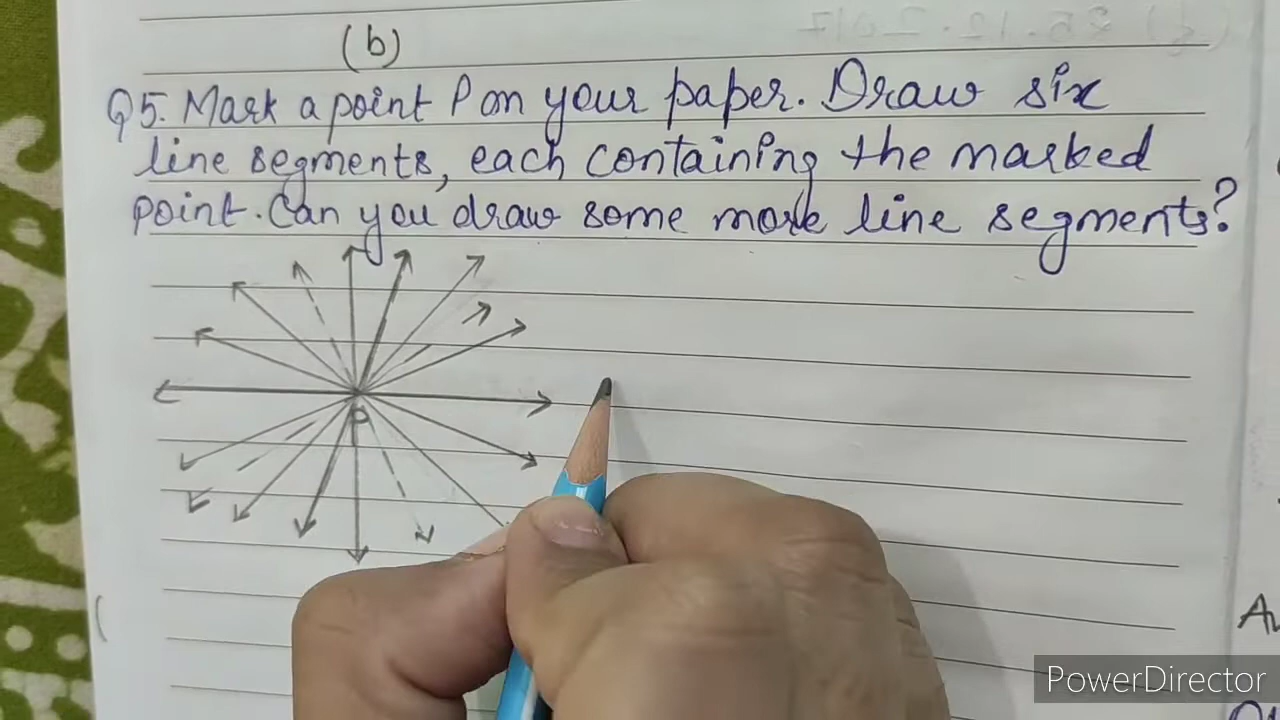 (b)
Q5. Mark a point P on your paper. Draw six
line segments, each containing the marked
point. Can you draw some more line segments?
P
PowerDirector